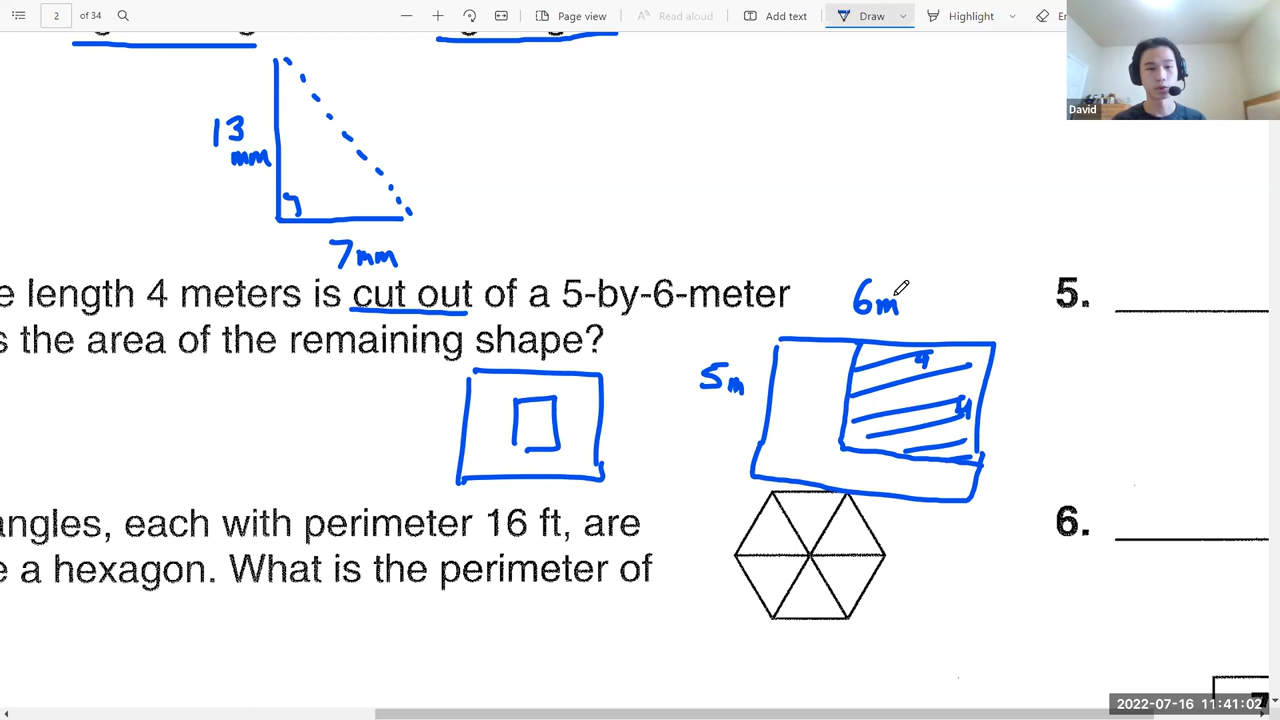 2 of 34
Page view
Read aloud
Add text
Draw
Highlight
David
13
mm
7mm
e length 4 meters is cut out of a 5-by-6-meter
s the area of the remaining shape?
5.
6m
5m
4
4
angles, each with perimeter 16 ft, are
e a hexagon. What is the perimeter of
6.
2022-07-16 11:41:02